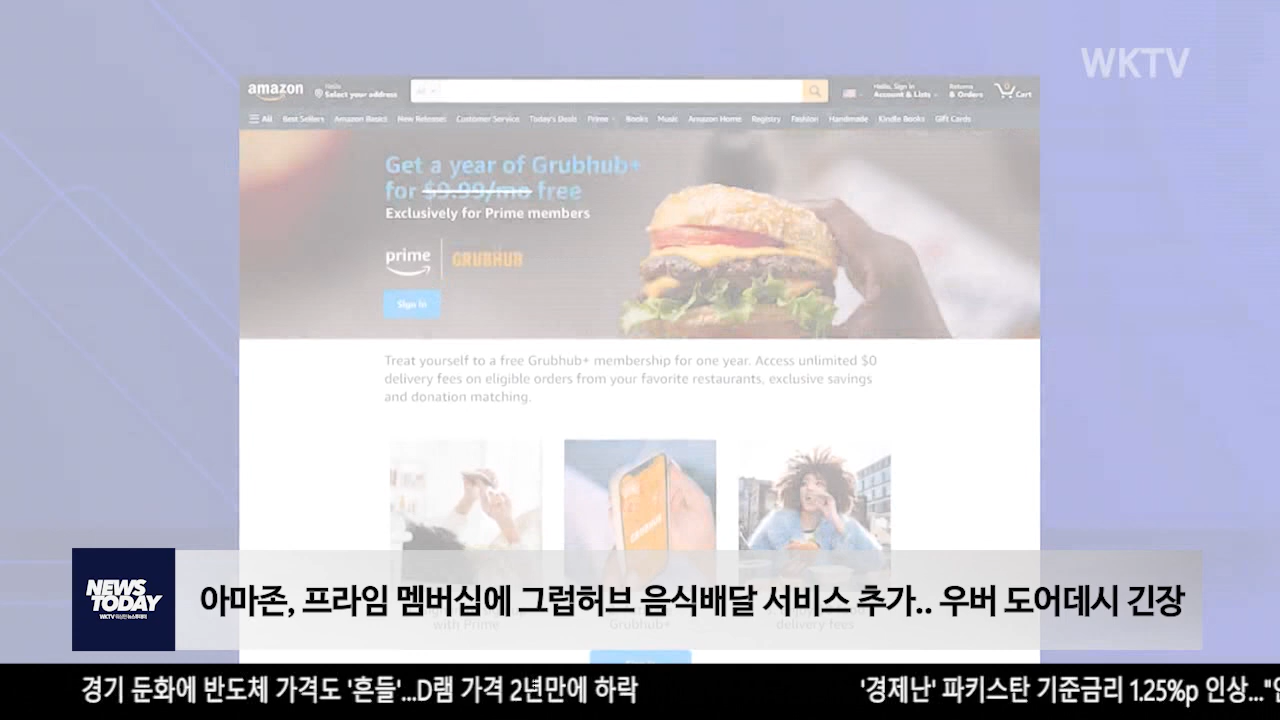 WKTV
amazon
Hello
Select your address
All
Hello, Sign in
Account & Lists
Returns
& Orders
0
Cart
All Best Sellers Amazon Basics New Releases Customer Service Today's Deals Prime Books Music Amazon Home Registry Fashion Handmade Kindle Books Gift Cards
Get a year of Grubhub+
for $9.99/mo free
Exclusively for Prime members
prime GRUBHUB
Sign in
Treat yourself to a free Grubhub+ membership for one year. Access unlimited $0
delivery fees on eligible orders from your favorite restaurants, exclusive savings
and donation matching.
GRUBHUB
NEWS
TODAY
아마존, 프라임 멤버십에 그럽허브 음식배달 서비스 추가.. 우버 도어데시 긴장
with Prime
Grubhub+
delivery fees
경기 둔화에 반도체 가격도 '흔들'...D램 가격 2년만에 하락
'경제난' 파키스탄 기준금리 1.25%p 인상..."인